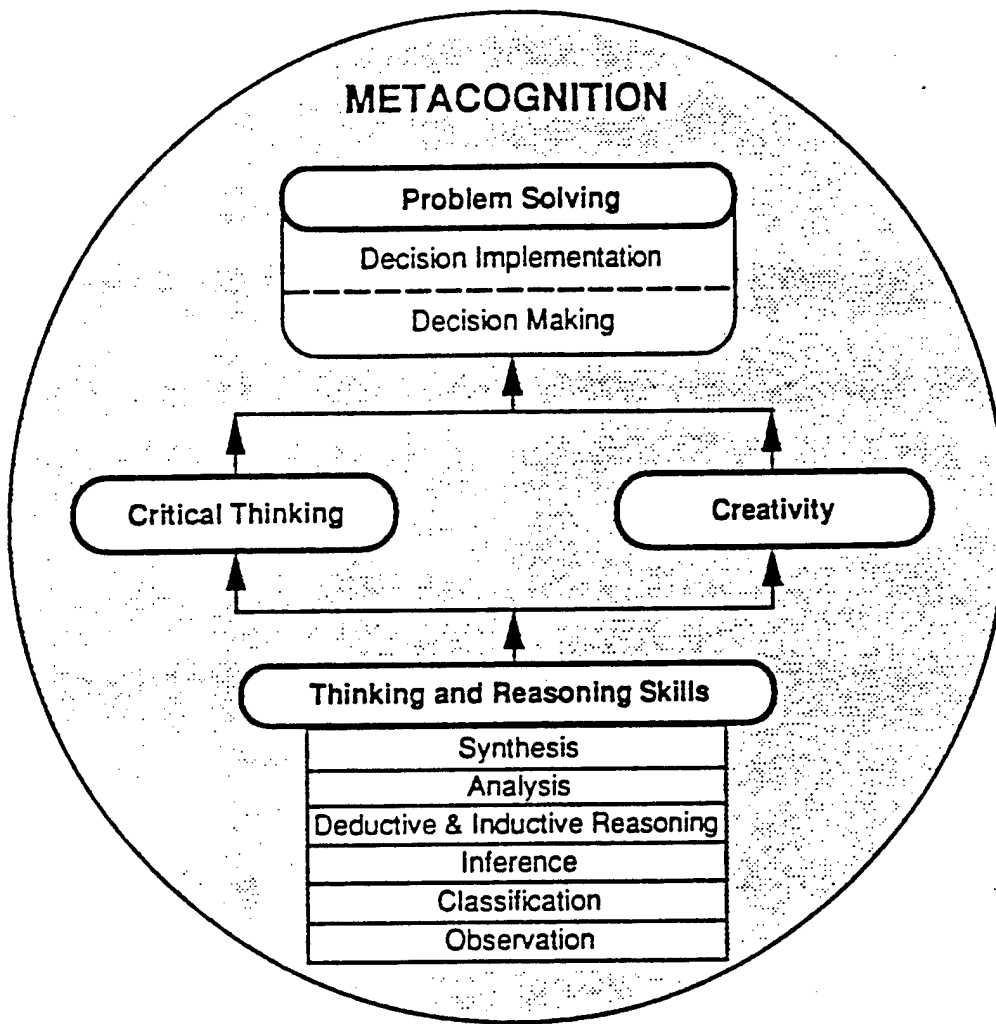 METACOGNITION
Problem Solving
Decision Implementation
Decision Making
Critical Thinking
Creativity
Thinking and Reasoning Skills
Synthesis
Analysis
Deductive & Inductive Reasoning
Inference
Classification
Observation